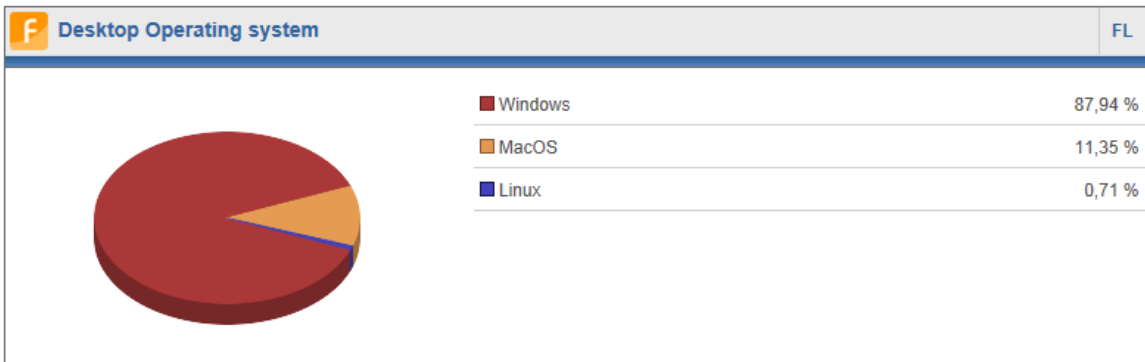 Desktop Operating system FL
Windows 87,94 %
MacOS 11,35 %
Linux 0,71 %